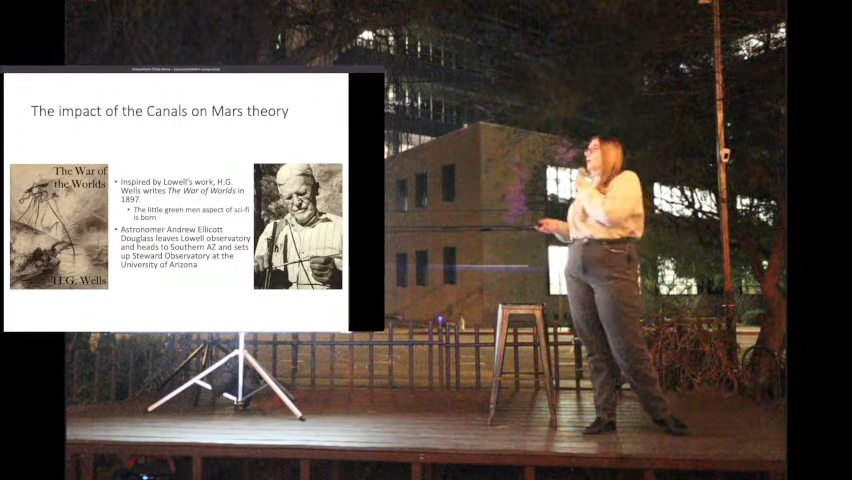 The impact of the Canals on Mars theory
The War of
the Worlds
H.G. Wells
• Inspired by Lowell's work, H.G.
Wells writes The War of Worlds in
1897.
• The little green men aspect of sci-fi
is born
• Astronomer Andrew Ellicott
Douglass leaves Lowell observatory
and heads to Southern AZ and sets
up Steward Observatory at the
University of Arizona